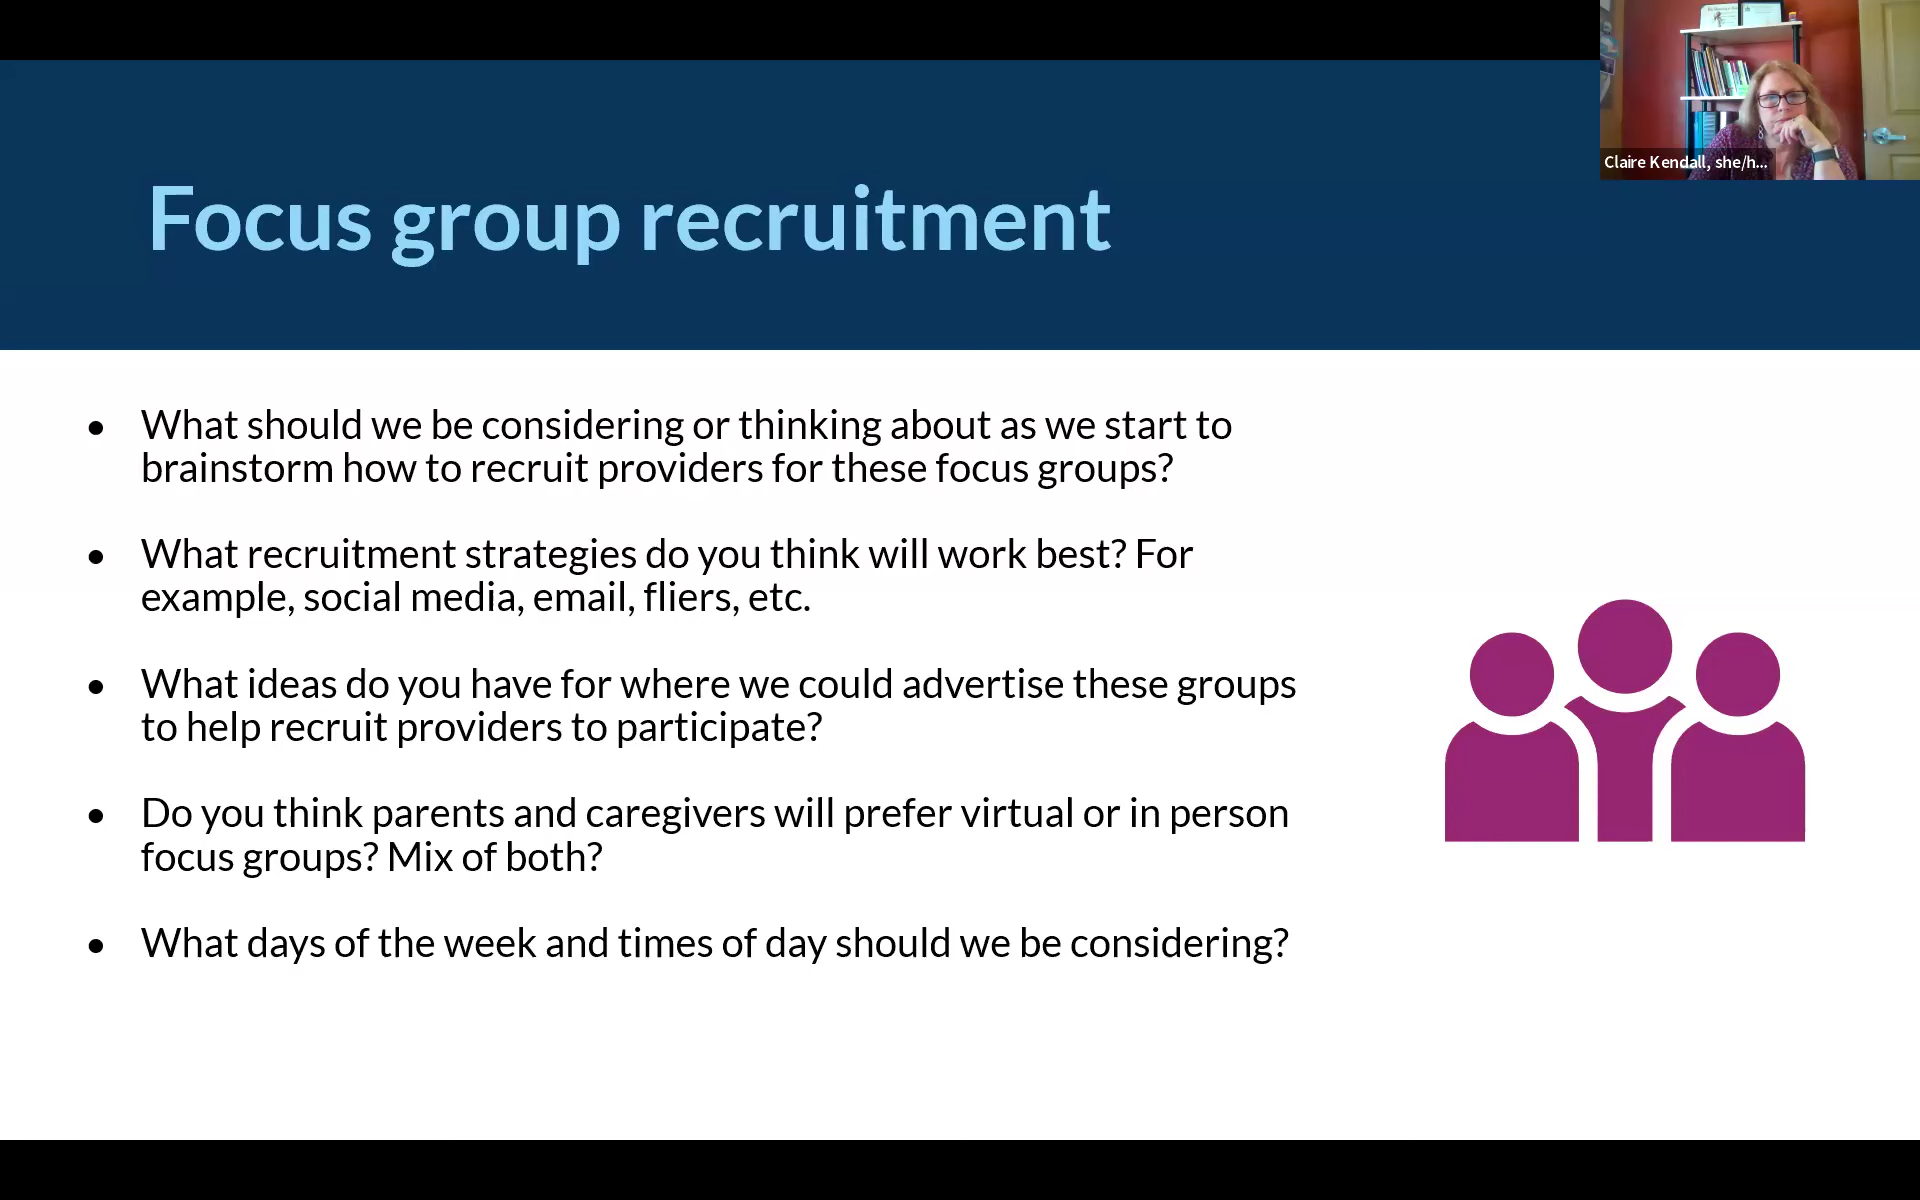 Claire Kendall, she/h...
Focus group recruitment
• What should we be considering or thinking about as we start to
brainstorm how to recruit providers for these focus groups?
• What recruitment strategies do you think will work best? For
example, social media, email, fliers, etc.
• What ideas do you have for where we could advertise these groups
to help recruit providers to participate?
• Do you think parents and caregivers will prefer virtual or in person
focus groups? Mix of both?
• What days of the week and times of day should we be considering?